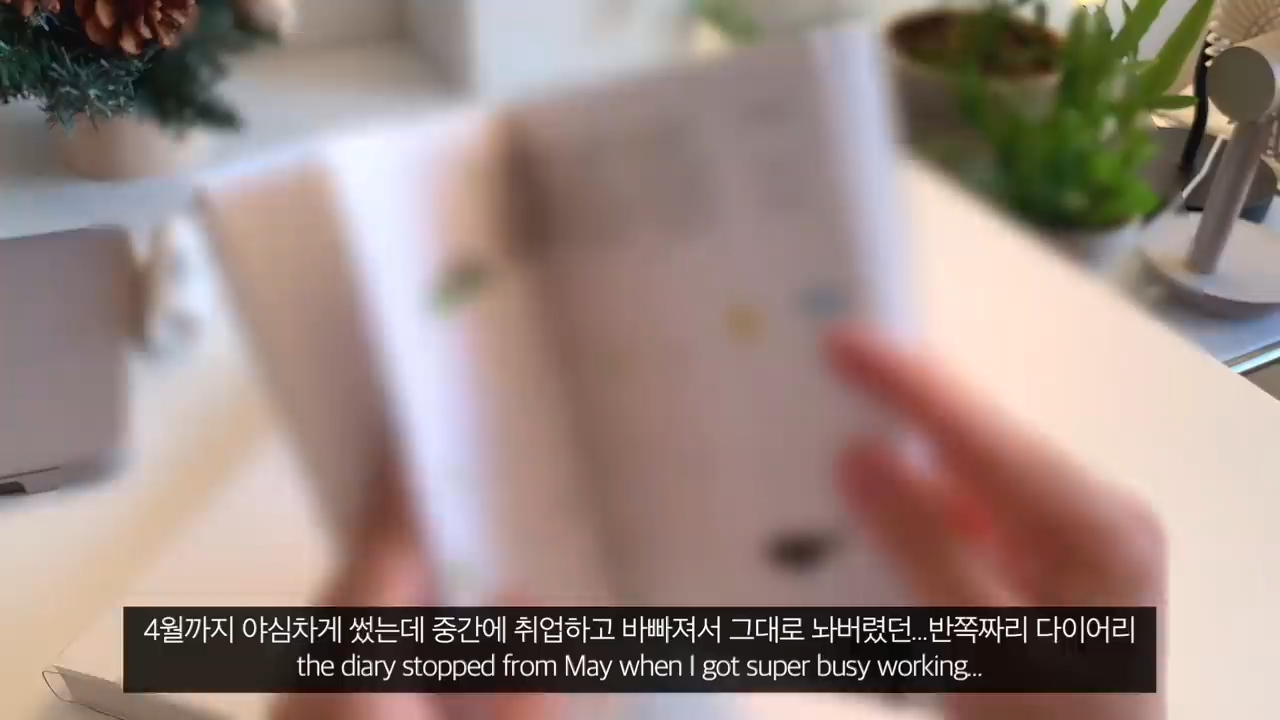 4월까지 야심차게 썼는데 중간에 취업하고 바빠져서 그대로 놔버렸던...반쪽짜리 다이어리
the diary stopped from May when I got super busy working...